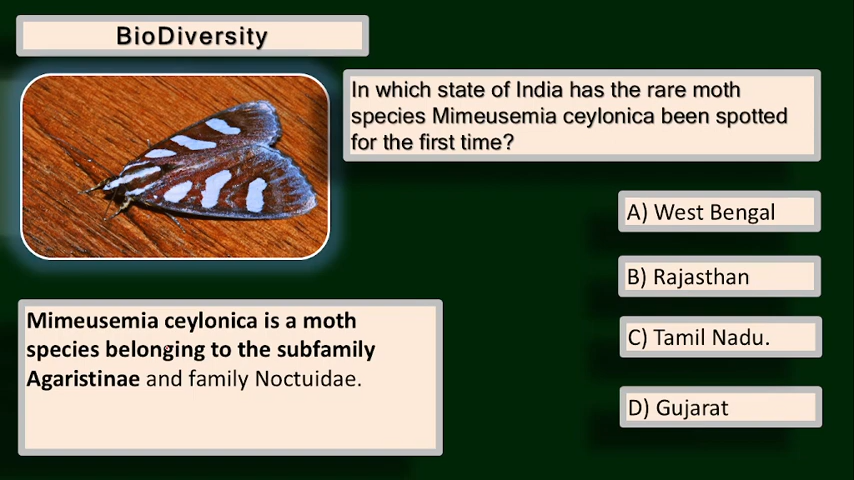 BioDiversity
In which state of India has the rare moth
species Mimeusemia ceylonica been spotted
for the first time?
A) West Bengal
B) Rajasthan
C) Tamil Nadu.
D) Gujarat
Mimeusemia ceylonica is a moth
species belonging to the subfamily
Agaristinae and family Noctuidae.